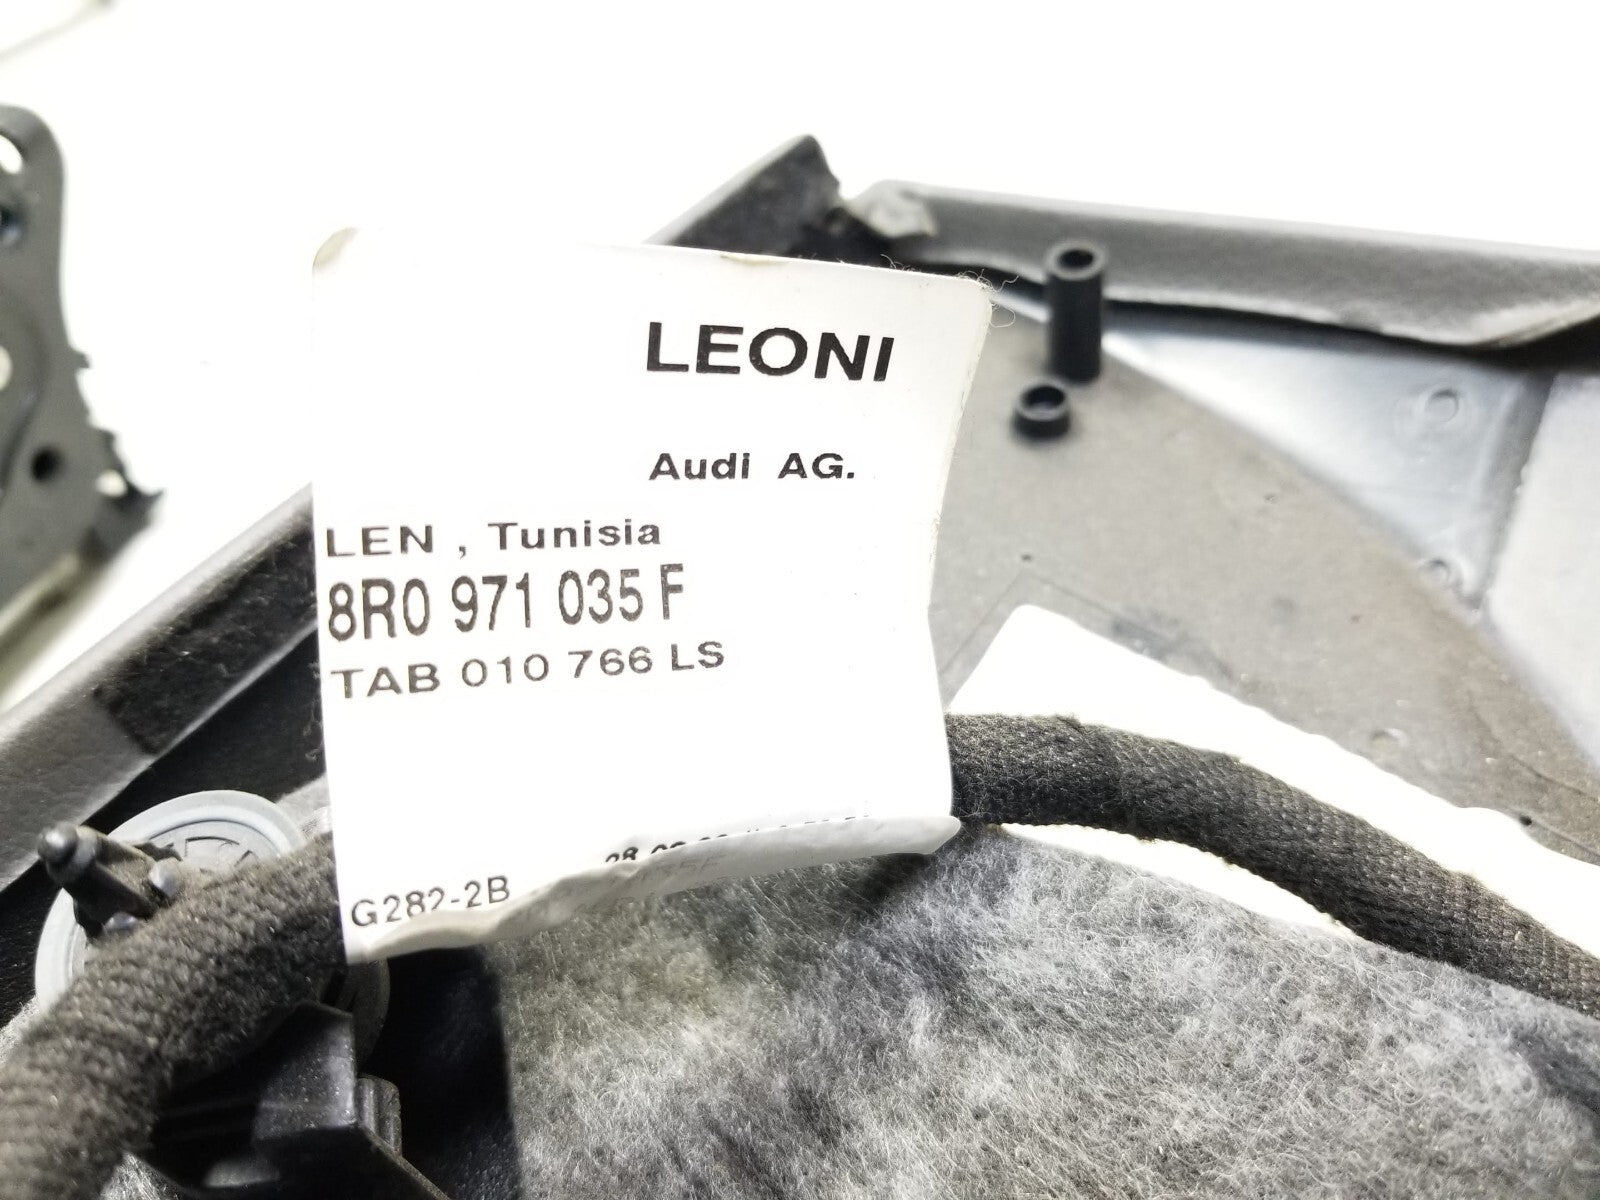 LEONI
Audi AG.
LEN , Tunisia
8R0 971 035 F
TAB 010 766 LS
G282-2B